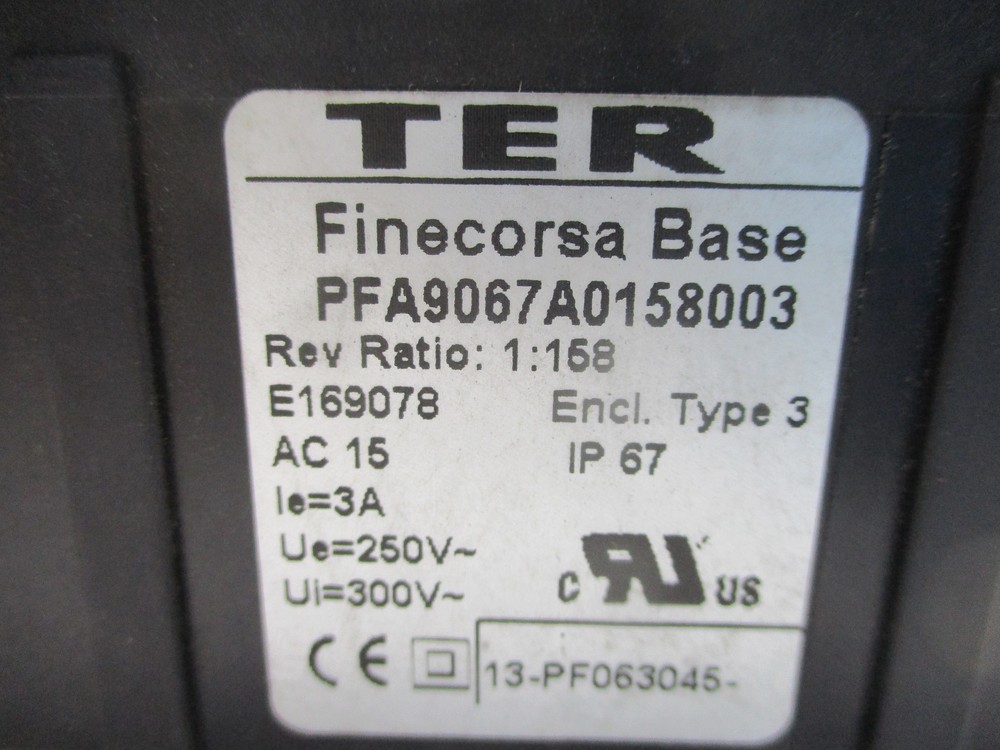 TER
Finecorsa Base
PFA9067A0158003
Rev Ratio: 1:158
E169078 Encl. Type 3
AC 15 IP 67
Ie=3A
Ue=250V~
Ui=300V~
c RU US
CE
13-PF063045-